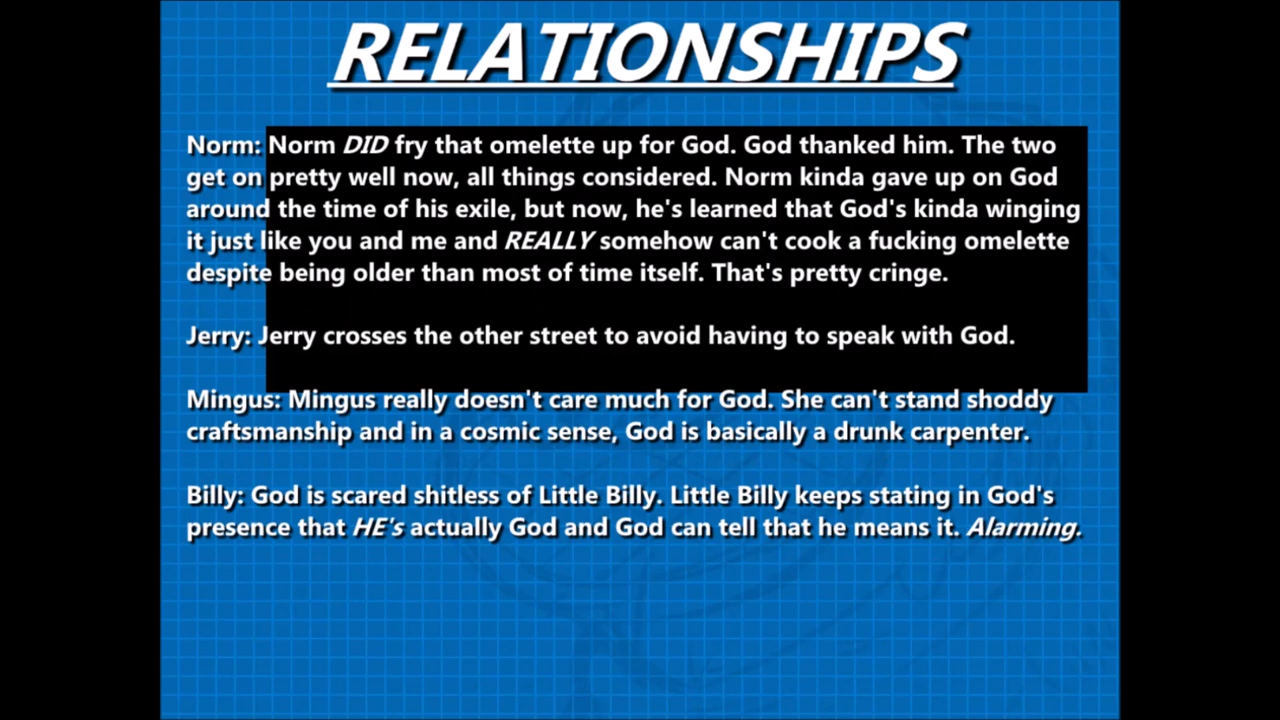 RELATIONSHIPS
Norm: Norm DID fry that omelette up for God. God thanked him. The two
get on pretty well now, all things considered. Norm kinda gave up on God
around the time of his exile, but now, he's learned that God's kinda winging
it just like you and me and REALLY somehow can't cook a fucking omelette
despite being older than most of time itself. That's pretty cringe.
Jerry: Jerry crosses the other street to avoid having to speak with God.
Mingus: Mingus really doesn't care much for God. She can't stand shoddy
craftsmanship and in a cosmic sense, God is basically a drunk carpenter.
Billy: God is scared shitless of Little Billy. Little Billy keeps stating in God's
presence that HE's actually God and God can tell that he means it. Alarming.